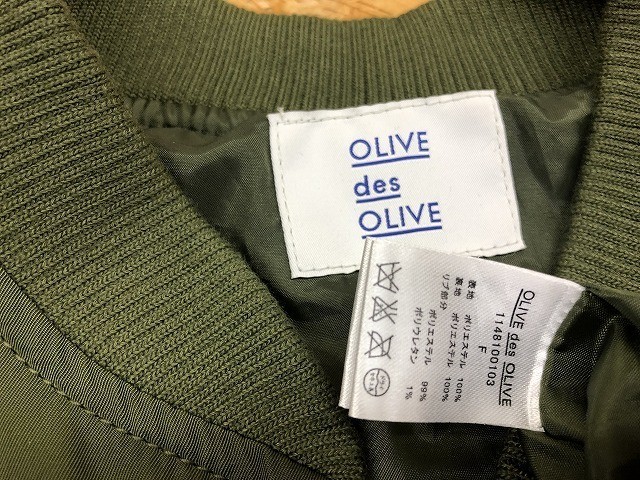 OLIVE
des
OLIVE
OLIVE des OLIVE
1148100103
F
表地 ポリエステル 100%
裏地 ポリエステル 100%
リブ部分
ポリエステル 99%
ポリウレタン 1%